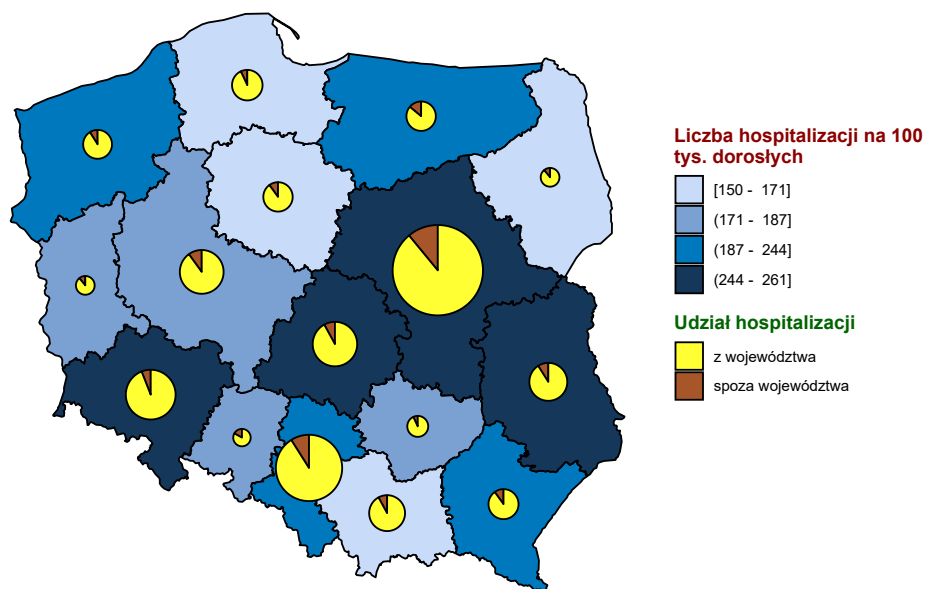 Liczba hospitalizacji na 100
tys. dorosłych
[150 - 171]
(171 - 187]
(187 - 244]
(244 - 261]
Udział hospitalizacji
z województwa
spoza województwa